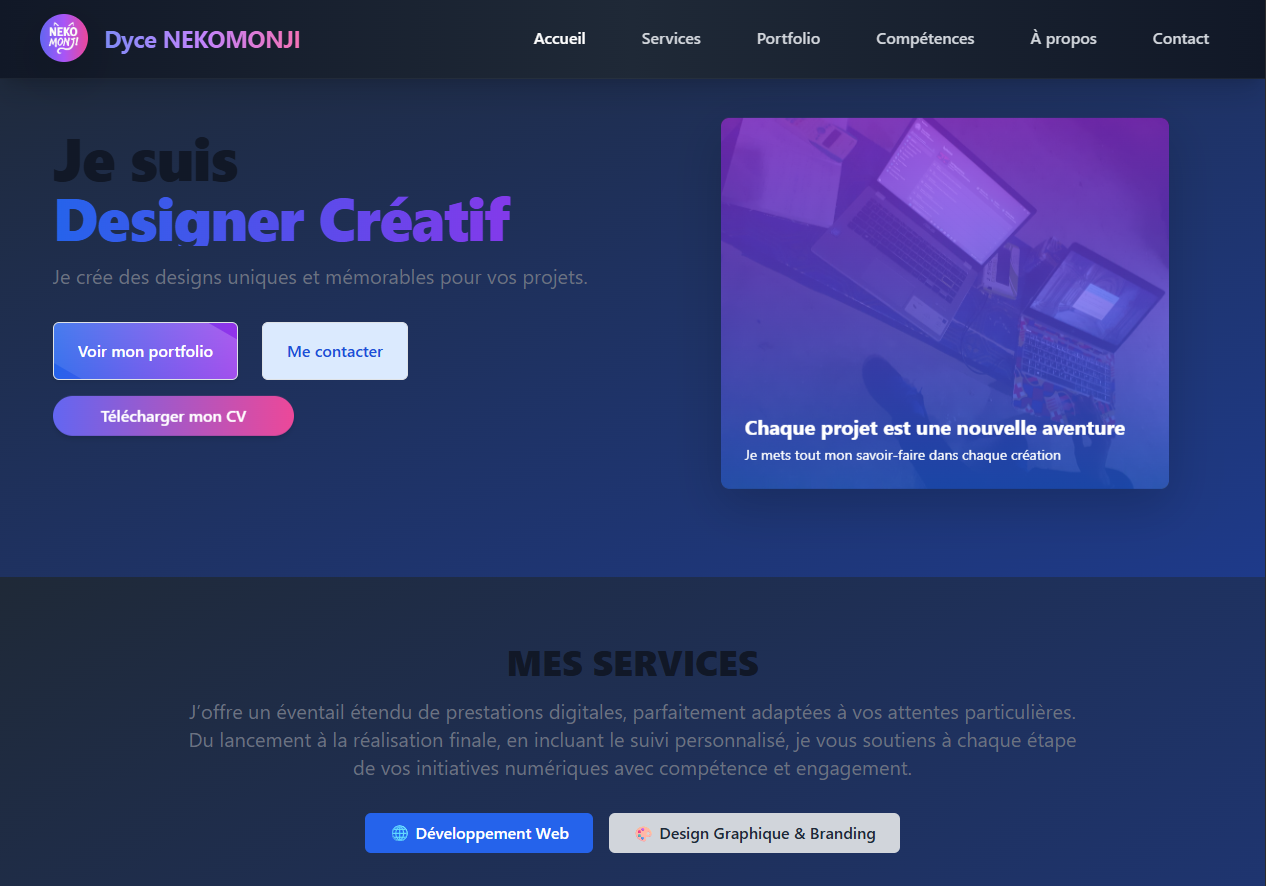 NEKO
MONJI
Dyce NEKOMONJI
Accueil
Services
Portfolio
Compétences
À propos
Contact
Je suis
Designer Créatif
Je crée des designs uniques et mémorables pour vos projets.
Voir mon portfolio
Me contacter
Télécharger mon CV
Chaque projet est une nouvelle aventure
Je mets tout mon savoir-faire dans chaque création
MES SERVICES
J’offre un éventail étendu de prestations digitales, parfaitement adaptées à vos attentes particulières.
Du lancement à la réalisation finale, en incluant le suivi personnalisé, je vous soutiens à chaque étape
de vos initiatives numériques avec compétence et engagement.
🌐 Développement Web
🎨 Design Graphique & Branding